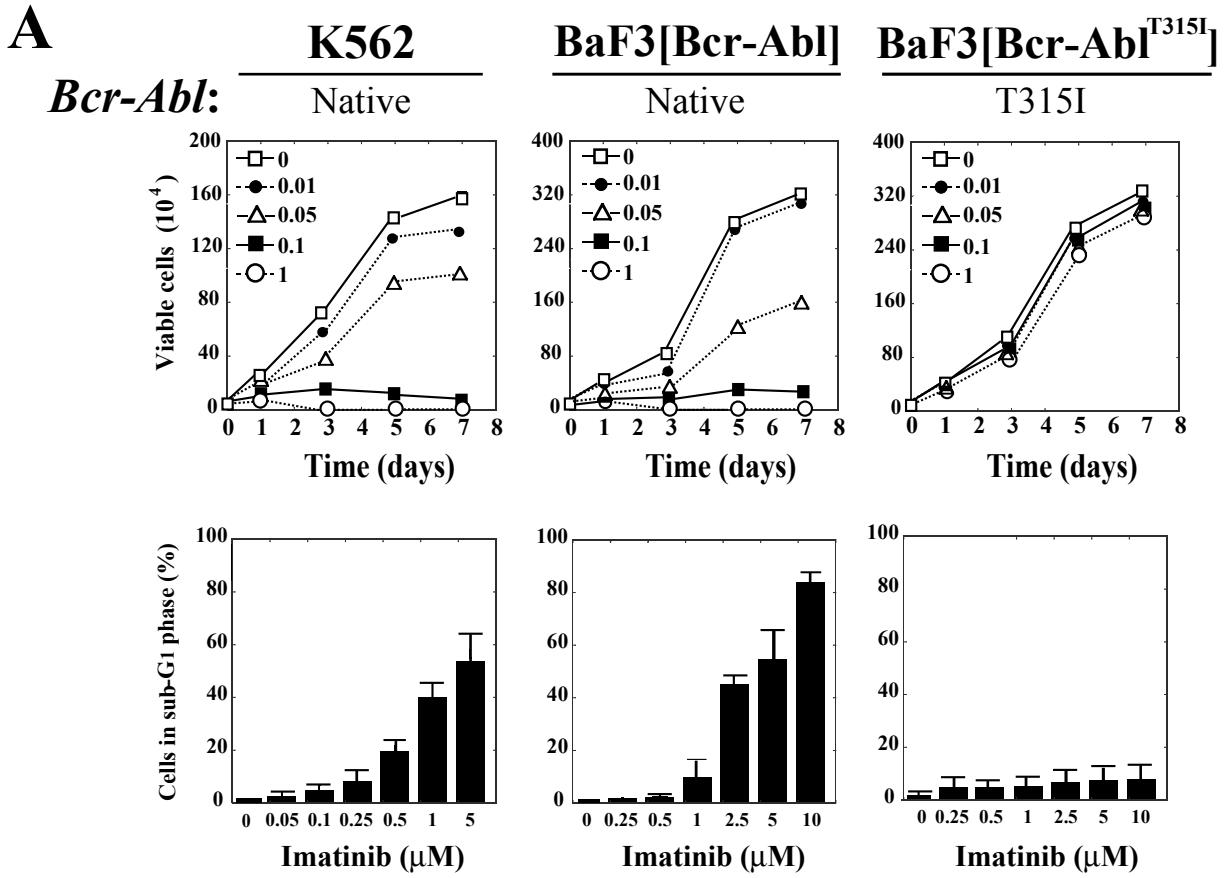 A
K562
BaF3[Bcr-Abl]
BaF3[Bcr-Abl^T315I]
Bcr-Abl:
Native
Native
T315I
Viable cells (10^4)
200
160
120
80
40
0
0
0.01
0.05
0.1
1
0 1 2 3 4 5 6 7 8
Time (days)
400
320
240
160
80
0
0
0.01
0.05
0.1
1
0 1 2 3 4 5 6 7 8
Time (days)
400
320
240
160
80
0
0
0.01
0.05
0.1
1
0 1 2 3 4 5 6 7 8
Time (days)
Cells in sub-G1 phase (%)
100
80
60
40
20
0
0 0.05 0.1 0.25 0.5 1 5
Imatinib (μM)
100
80
60
40
20
0
0 0.25 0.5 1 2.5 5 10
Imatinib (μM)
100
80
60
40
20
0
0 0.25 0.5 1 2.5 5 10
Imatinib (μM)